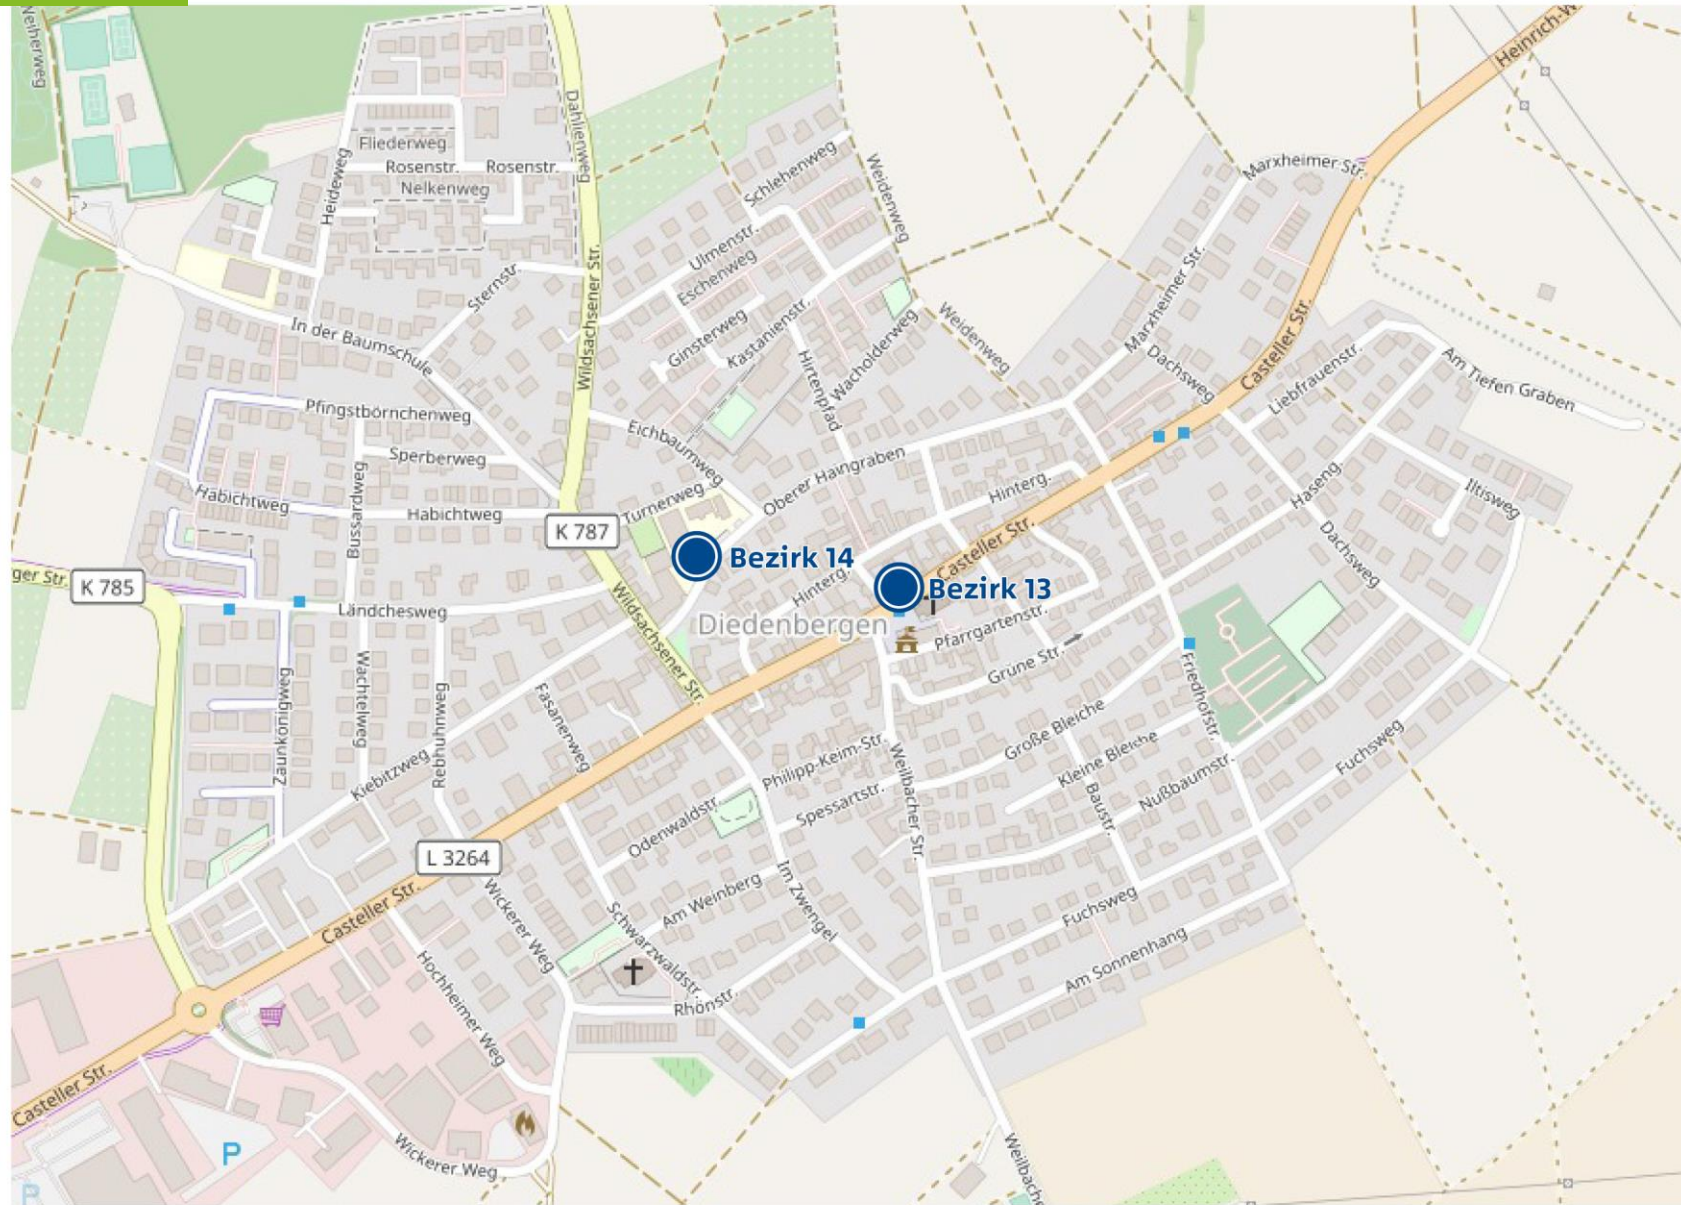 Dahlienweg
Heinrich-W
Fliederweg
Rosenstr.
Rosenstr.
Nelkenweg
Heideweg
Schlehenweg
Weidenweg
Marxheimer Str.
Ulmenstr.
Eschenweg
Sternstr.
Wildsachsener Str.
Marxheimer Str.
In der Baumschule
Ginsterweg
Kastanienstr.
Hirtenpfad
Wacholderweg
Weidenweg
Dachsweg
Casteller Str.
Liebfrauenstr.
Am Tiefen Graben
Pfingstbörnchenweg
Sperberweg
Eichbaumweg
Oberer Haingraben
Bussardweg
Habichtweg
Habichtweg
Turnerweg
Hinterg.
Haseng.
Iltisweg
K 787
Bezirk 14
Casteller Str.
Dachsweg
ger Str.
K 785
Ländchesweg
Wildsachsener Str.
Hinterg.
Bezirk 13
Diedenbergen
Pfarrgartenstr.
Grüne Str.
Friedhofstr.
Zaunkönigweg
Wachtelweg
Rebhuhnweg
Fasanenweg
Kiebitzweg
Philipp-Keim-Str.
Weilbacher Str.
Große Bleiche
Kleine Bleiche
Baustr.
Nußbaumstr.
Fuchsweg
Odenwaldstr.
Spessartstr.
L 3264
Casteller Str.
Wickerer Weg
Am Weinberg
Im Zwengel
Schwarzwaldstr.
Fuchsweg
Am Sonnenhang
Hochheimer Weg
Rhönstr.
Casteller Str.
P
Wickerer Weg
Weilbache
P